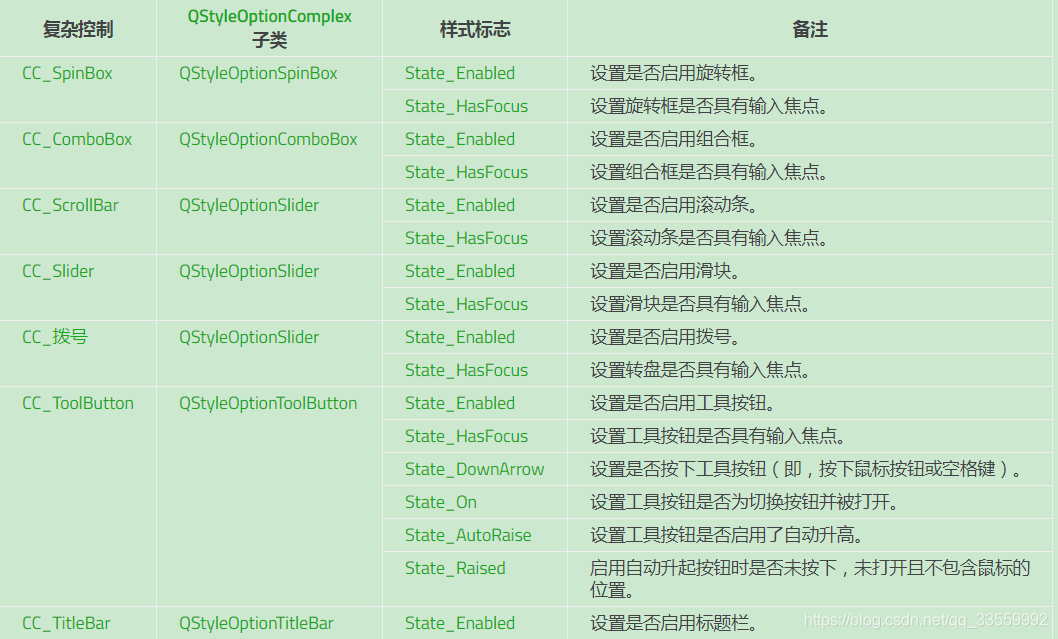 复杂控制 QStyleOptionComplex 子类 样式标志 备注
CC_SpinBox QStyleOptionSpinBox State_Enabled 设置是否启用旋转框。
State_HasFocus 设置旋转框是否具有输入焦点。
CC_ComboBox QStyleOptionComboBox State_Enabled 设置是否启用组合框。
State_HasFocus 设置组合框是否具有输入焦点。
CC_ScrollBar QStyleOptionSlider State_Enabled 设置是否启用滚动条。
State_HasFocus 设置滚动条是否具有输入焦点。
CC_Slider QStyleOptionSlider State_Enabled 设置是否启用滑块。
State_HasFocus 设置滑块是否具有输入焦点。
CC_拨号 QStyleOptionSlider State_Enabled 设置是否启用拨号。
State_HasFocus 设置转盘是否具有输入焦点。
CC_ToolButton QStyleOptionToolButton State_Enabled 设置是否启用工具按钮。
State_HasFocus 设置工具按钮是否具有输入焦点。
State_DownArrow 设置是否按下工具按钮（即，按下鼠标按钮或空格键）。
State_On 设置工具按钮是否为切换按钮并被打开。
State_AutoRaise 设置工具按钮是否启用了自动升高。
State_Raised 启用自动升起按钮时是否未按下，未打开且不包含鼠标的
位置。
CC_TitleBar QStyleOptionTitleBar State_Enabled 设置是否启用标题栏。
https://blog.csdn.net/qq_33559992